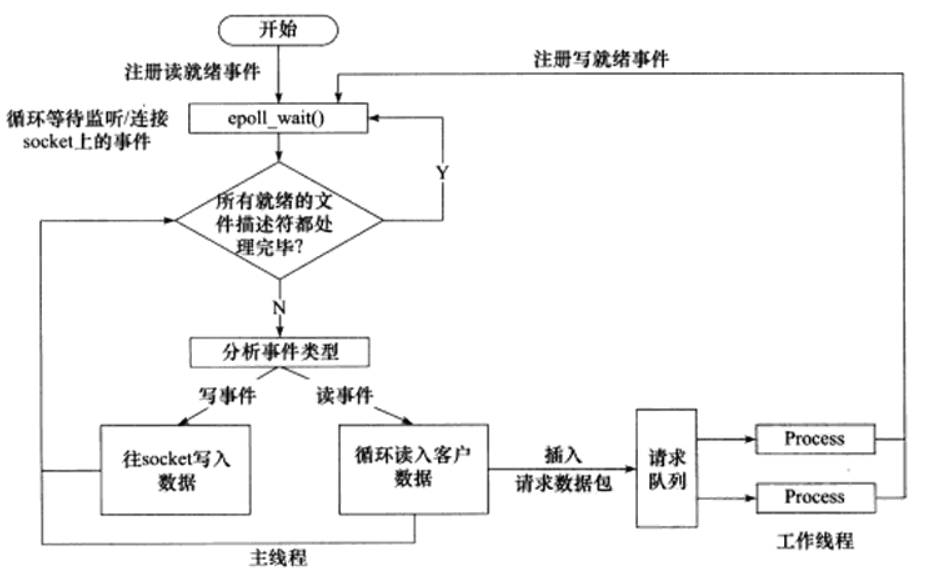 开始
注册读就绪事件
注册写就绪事件
循环等待监听/连接
socket上的事件
epoll_wait()
Y
所有就绪的文
件描述符都处
理完毕?
N
分析事件类型
写事件
读事件
往socket写入
数据
循环读入客户
数据
插入
请求数据包
请求
队列
Process
Process
主线程
工作线程